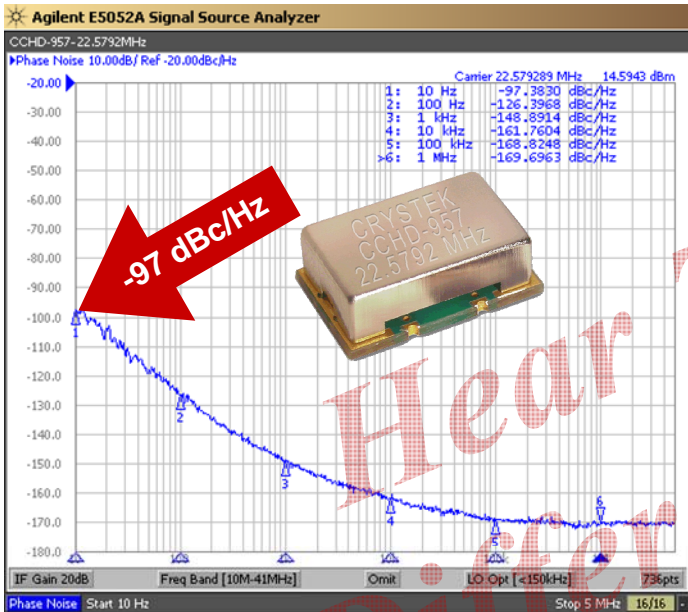 Agilent E5052A Signal Source Analyzer
CCHD-957-22.5792MHz
▶Phase Noise 10.00dB/ Ref -20.00dBc/Hz
Carrier 22.579289 MHz 14.5943 dBm
1: 10 Hz -97.3830 dBc/Hz
2: 100 Hz -126.3968 dBc/Hz
3: 1 kHz -148.8914 dBc/Hz
4: 10 kHz -161.7604 dBc/Hz
5: 100 kHz -168.8248 dBc/Hz
>6: 1 MHz -169.6963 dBc/Hz
-20.00
-30.00
-40.00
-50.00
-60.00
-70.00
-80.00
-90.00
-100.0
-110.0
-120.0
-130.0
-140.0
-150.0
-160.0
-170.0
-180.0
-97 dBc/Hz
CRYSTEK
CCHD-957
22.5792 MHz
1
2
3
4
5
6
Hear
IF Gain 20dB Freq Band [10M-41MHz] Omit LO Opt [<150kHz] 736pts
Phase Noise Start 10 Hz Stop 5 MHz 16/16